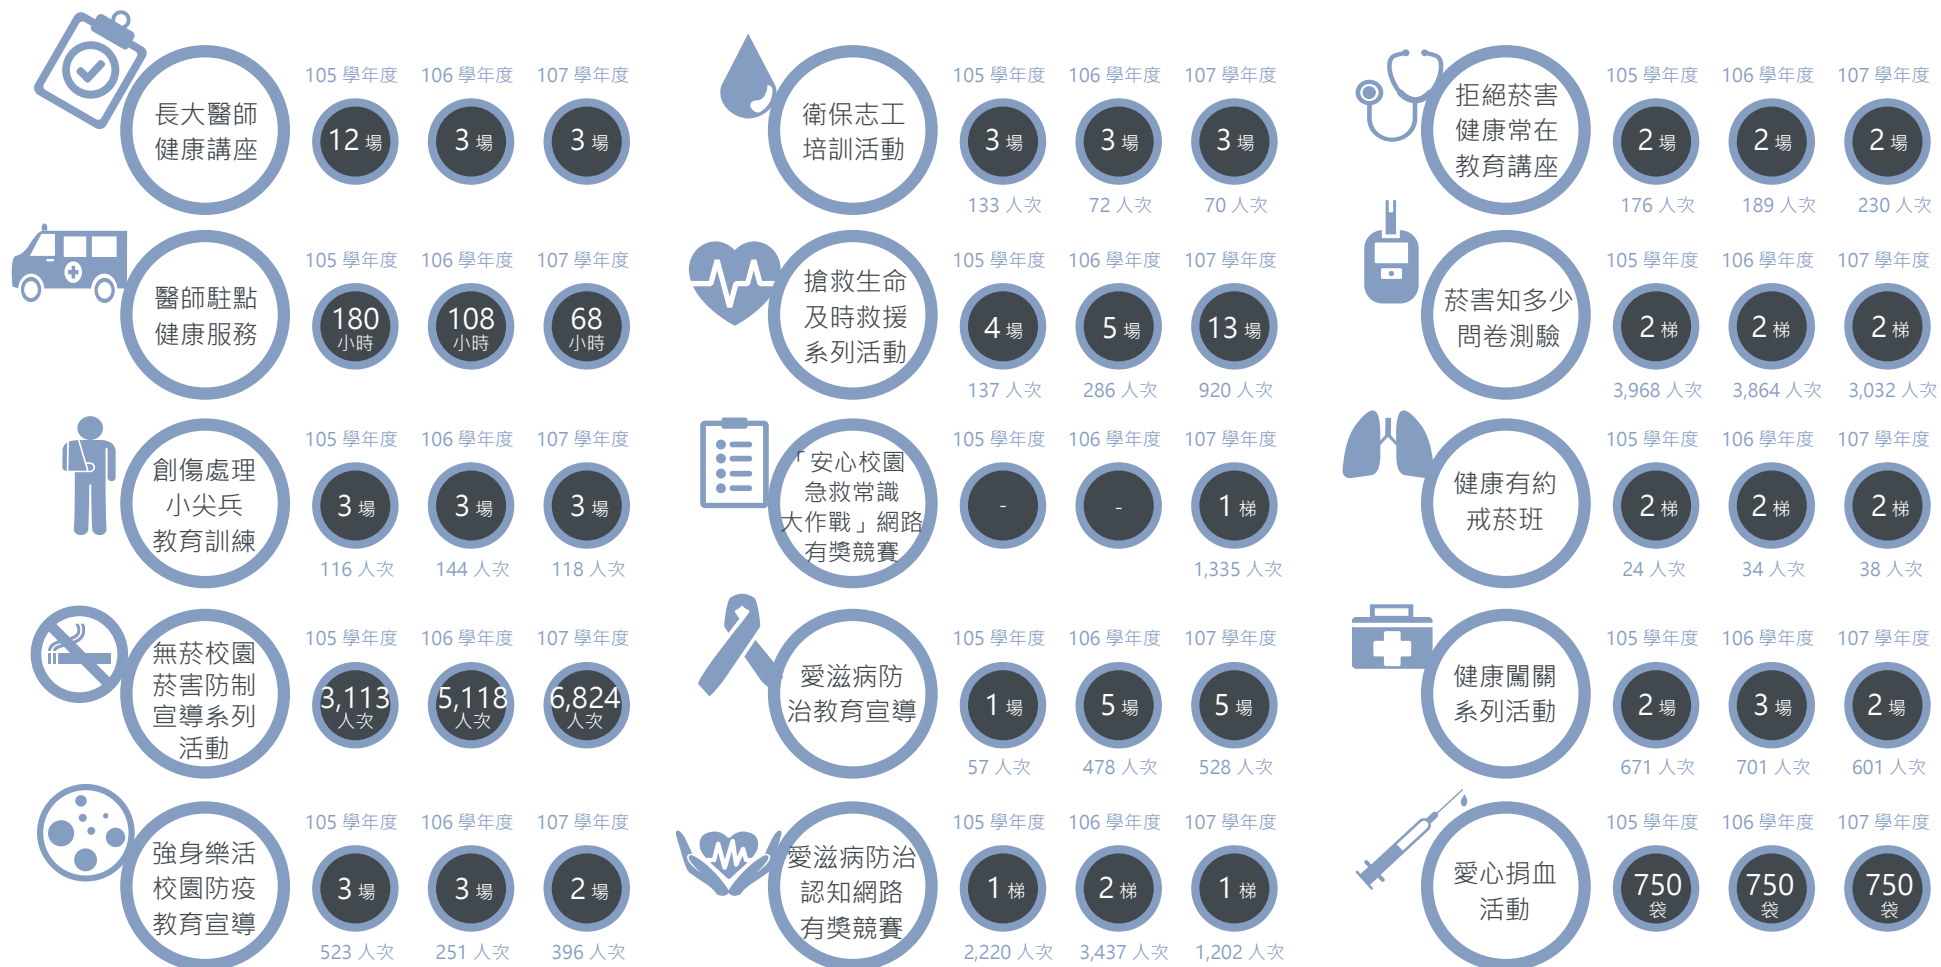 長大醫師
健康講座
105 學年度 106 學年度 107 學年度
12 場 3 場 3 場
衛保志工
培訓活動
105 學年度 106 學年度 107 學年度
3 場 3 場 3 場
133 人次 72 人次 70 人次
拒絕菸害
健康常在
教育講座
105 學年度 106 學年度 107 學年度
2 場 2 場 2 場
176 人次 189 人次 230 人次
醫師駐點
健康服務
105 學年度 106 學年度 107 學年度
180 108 68
小時 小時 小時
搶救生命
及時救援
系列活動
105 學年度 106 學年度 107 學年度
4 場 5 場 13 場
137 人次 286 人次 920 人次
菸害知多少
問卷測驗
105 學年度 106 學年度 107 學年度
2 梯 2 梯 2 梯
3,968 人次 3,864 人次 3,032 人次
創傷處理
小尖兵
教育訓練
105 學年度 106 學年度 107 學年度
3 場 3 場 3 場
116 人次 144 人次 118 人次
「安心校園
急救常識
大作戰」網路
有獎競賽
105 學年度 106 學年度 107 學年度
- - 1 梯
1,335 人次
健康有約
戒菸班
105 學年度 106 學年度 107 學年度
2 梯 2 梯 2 梯
24 人次 34 人次 38 人次
無菸校園
菸害防制
宣導系列
活動
105 學年度 106 學年度 107 學年度
3,113 5,118 6,824
人次 人次 人次
愛滋病防
治教育宣導
105 學年度 106 學年度 107 學年度
1 場 5 場 5 場
57 人次 478 人次 528 人次
健康闖關
系列活動
105 學年度 106 學年度 107 學年度
2 場 3 場 2 場
671 人次 701 人次 601 人次
強身樂活
校園防疫
教育宣導
105 學年度 106 學年度 107 學年度
3 場 3 場 2 場
523 人次 251 人次 396 人次
愛滋病防治
認知網路
有獎競賽
105 學年度 106 學年度 107 學年度
1 梯 2 梯 1 梯
2,220 人次 3,437 人次 1,202 人次
愛心捐血
活動
105 學年度 106 學年度 107 學年度
750 750 750
袋 袋 袋